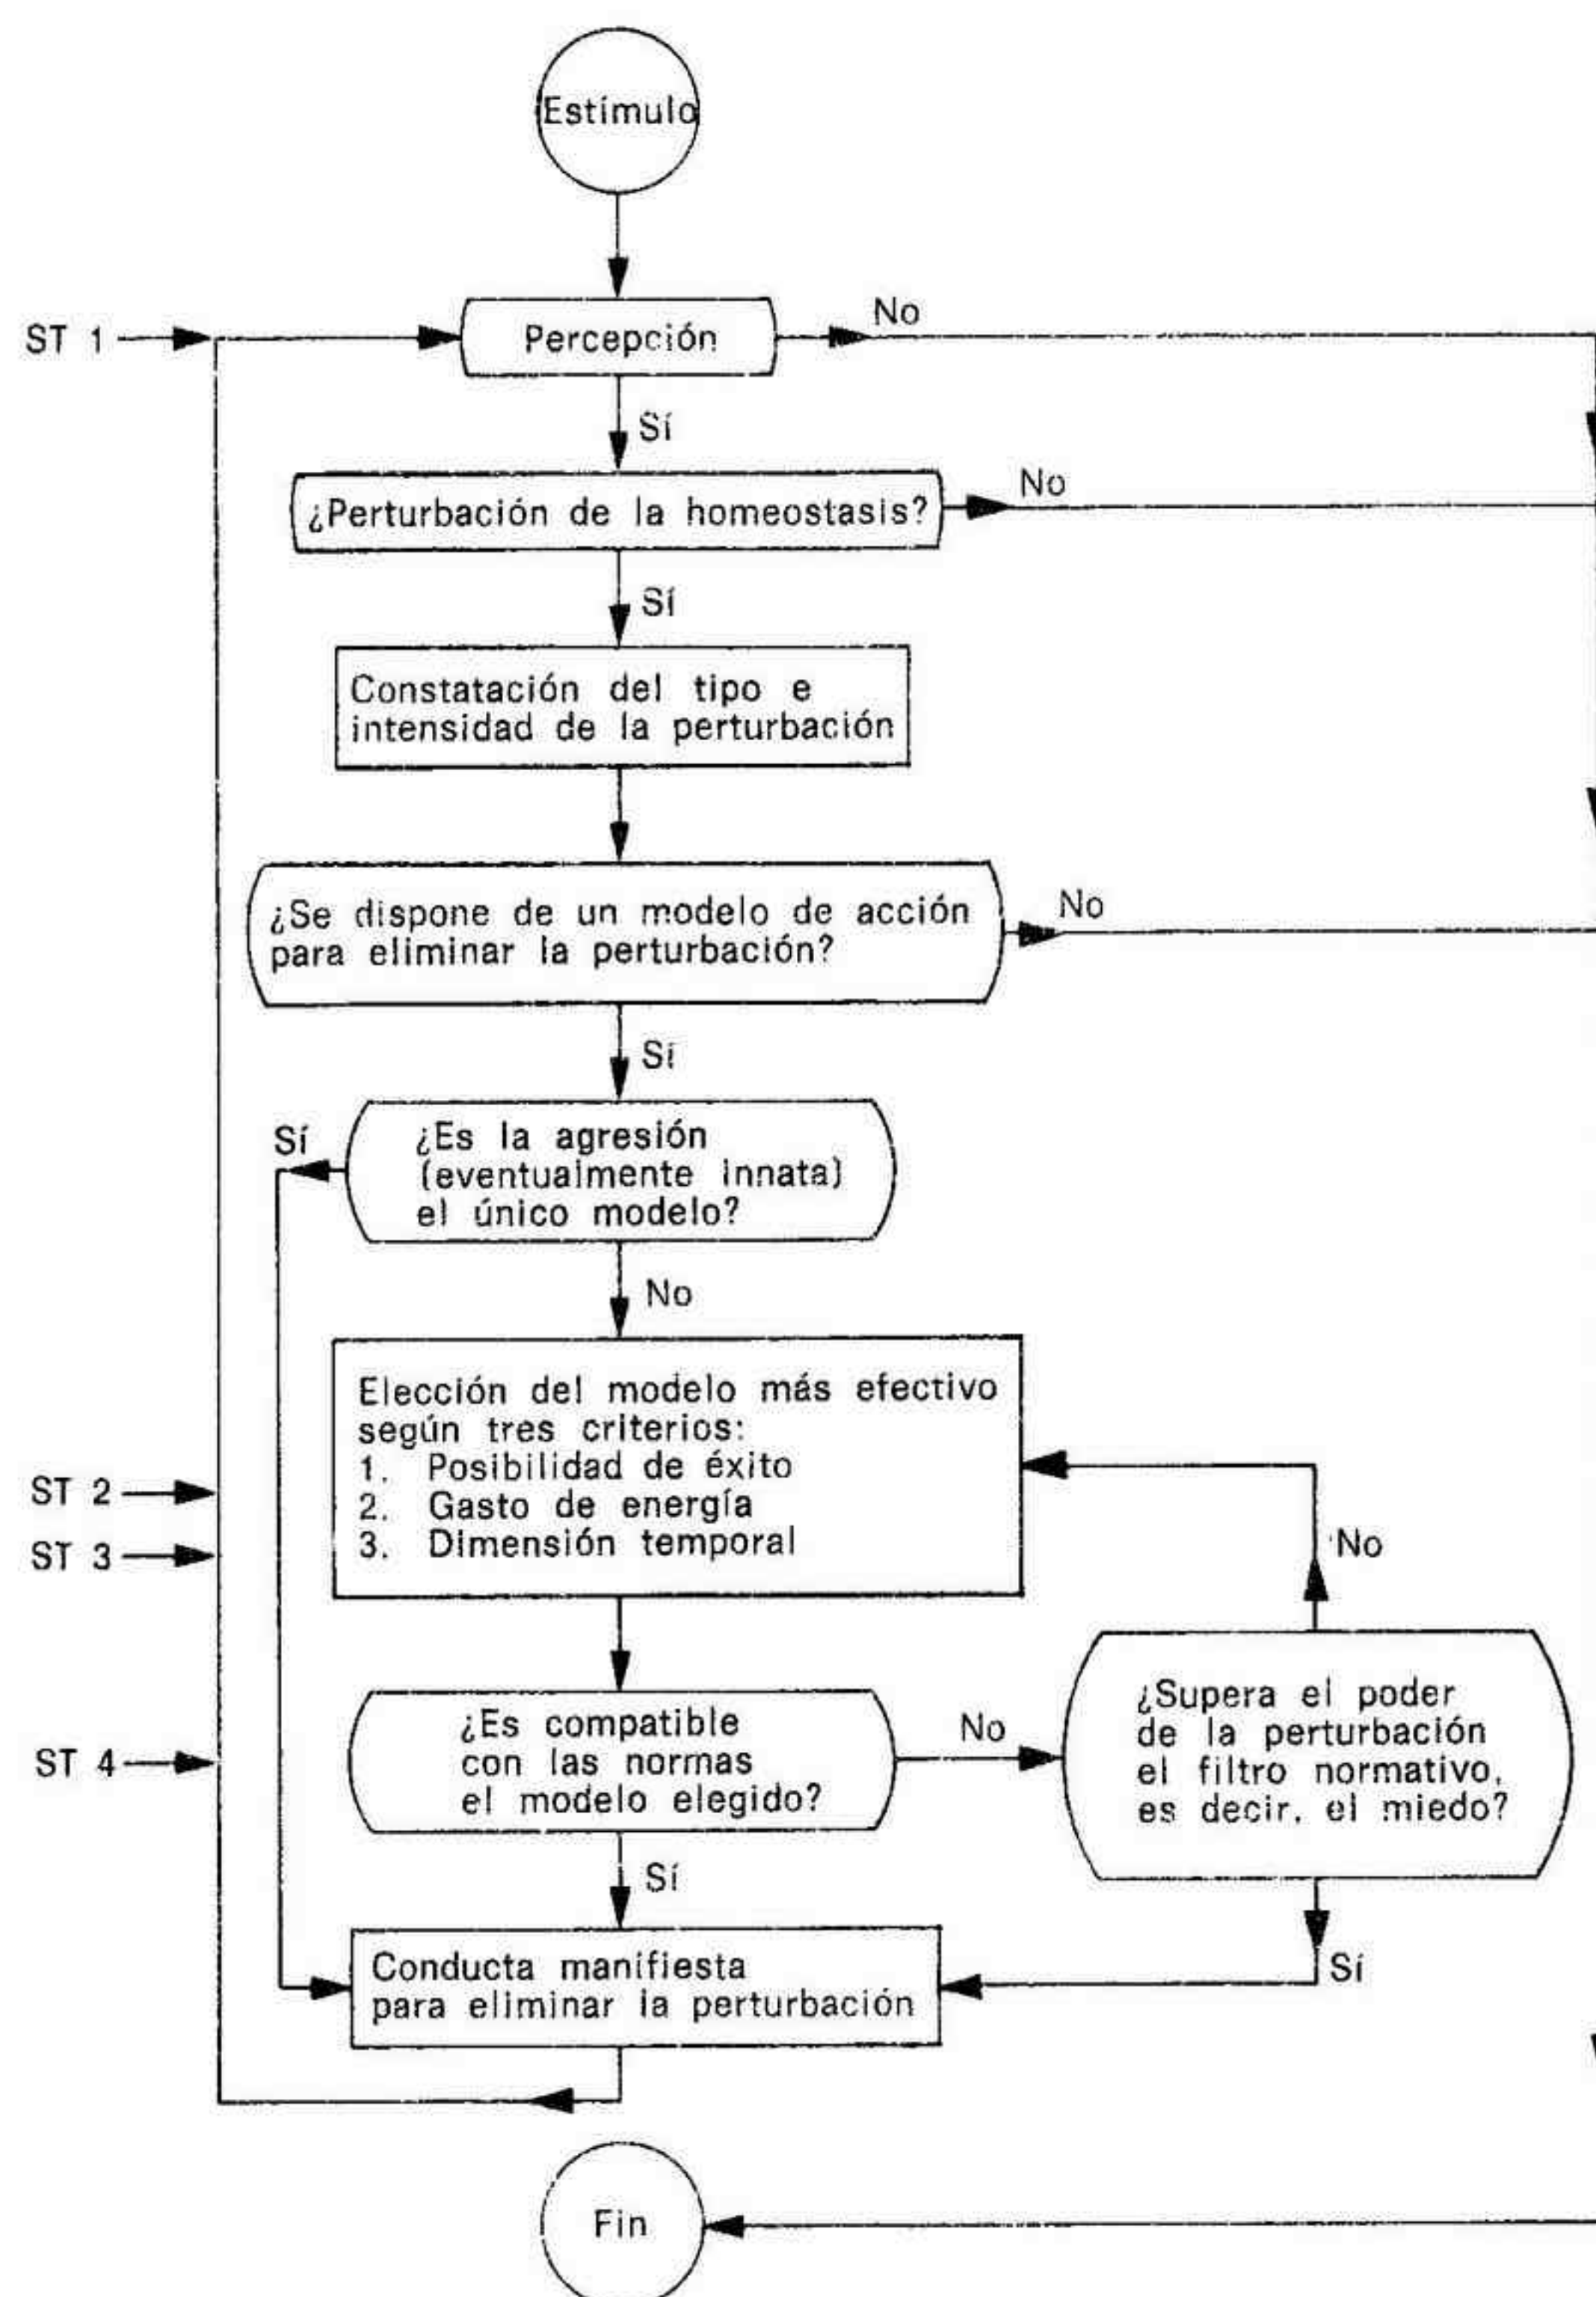 Estímulo
ST 1
Percepción
No
Sí
¿Perturbación de la homeostasis?
No
Sí
Constatación del tipo e
intensidad de la perturbación
¿Se dispone de un modelo de acción
para eliminar la perturbación?
No
Sí
¿Es la agresión
(eventualmente innata)
el único modelo?
Sí
No
Elección del modelo más efectivo
según tres criterios:
1. Posibilidad de éxito
2. Gasto de energía
3. Dimensión temporal
ST 2
ST 3
No
¿Supera el poder
de la perturbación
el filtro normativo,
es decir, el miedo?
¿Es compatible
con las normas
el modelo elegido?
No
ST 4
Sí
Sí
Conducta manifiesta
para eliminar la perturbación
Fin